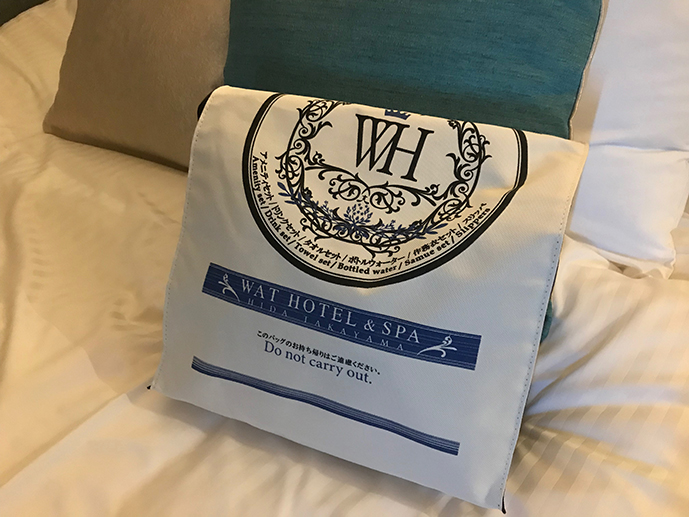 WH
アメニティセット / ドリンクセット / タオルセット / ボトルウォーター / 作務衣セット / スリッパ
Amenity set / Drink set / Towel set / Bottled water / Samue set / Slippers
WAT HOTEL & SPA
HIDA TAKAYAMA
このバッグのお持ち帰りはご遠慮ください。
Do not carry out.